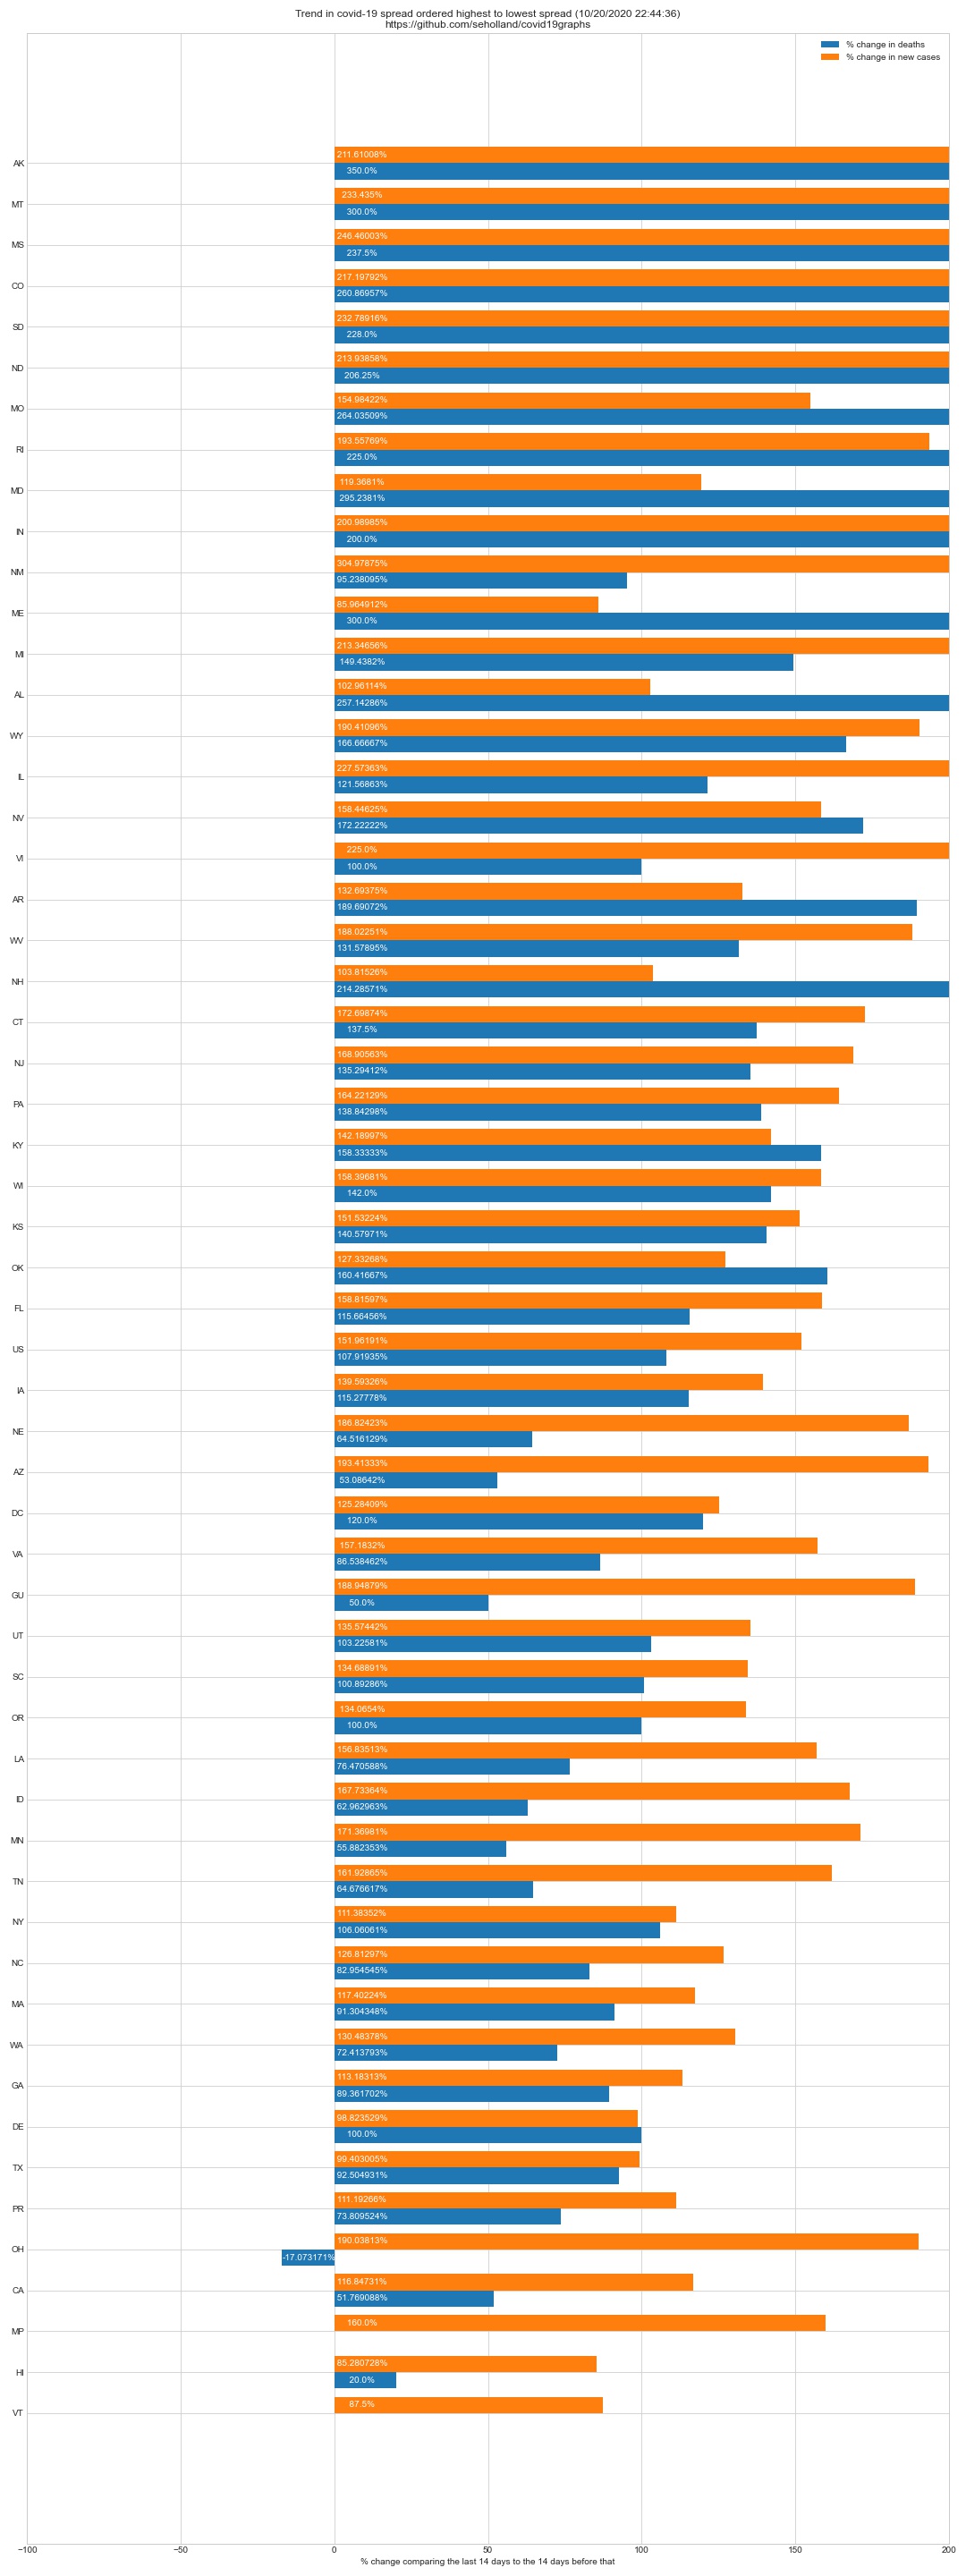 Trend in covid-19 spread ordered highest to lowest spread (10/20/2020 22:44:36)
https://github.com/seholland/covid19graphs
% change in deaths
% change in new cases
211.61008%
AK
350.0%
233.435%
MT
300.0%
246.46003%
MS
237.5%
217.19792%
CO
260.86957%
232.78916%
SD
228.0%
213.93858%
ND
206.25%
154.98422%
MO
264.03509%
193.55769%
RI
225.0%
119.3681%
MD
295.2381%
200.98985%
IN
200.0%
304.97875%
NM
95.238095%
85.964912%
ME
300.0%
213.34656%
MI
149.4382%
102.96114%
AL
257.14286%
190.41096%
WY
166.66667%
227.57363%
IL
121.56863%
158.44625%
NV
172.22222%
225.0%
VI
100.0%
132.69375%
AR
189.69072%
188.02251%
WV
131.57895%
103.81526%
NH
214.28571%
172.69874%
CT
137.5%
168.90563%
NJ
135.29412%
164.22129%
PA
138.84298%
142.18997%
KY
158.33333%
158.39681%
WI
142.0%
151.53224%
KS
140.57971%
127.33268%
OK
160.41667%
158.81597%
FL
115.66456%
151.96191%
US
107.91935%
139.59326%
IA
115.27778%
186.82423%
NE
64.516129%
193.41333%
AZ
53.08642%
125.28409%
DC
120.0%
157.1832%
VA
86.538462%
188.94879%
GU
50.0%
135.57442%
UT
103.22581%
134.68891%
SC
100.89286%
134.0654%
OR
100.0%
156.83513%
LA
76.470588%
167.73364%
ID
62.962963%
171.36981%
MN
55.882353%
161.92865%
TN
64.676617%
111.38352%
NY
106.06061%
126.81297%
NC
82.954545%
117.40224%
MA
91.304348%
130.48378%
WA
72.413793%
113.18313%
GA
89.361702%
98.823529%
DE
100.0%
99.403005%
TX
92.504931%
111.19266%
PR
73.809524%
190.03813%
OH
-17.073171%
116.84731%
CA
51.769088%
160.0%
MP
85.280728%
HI
20.0%
87.5%
VT
−100 −50 0 50 100 150 200
% change comparing the last 14 days to the 14 days before that